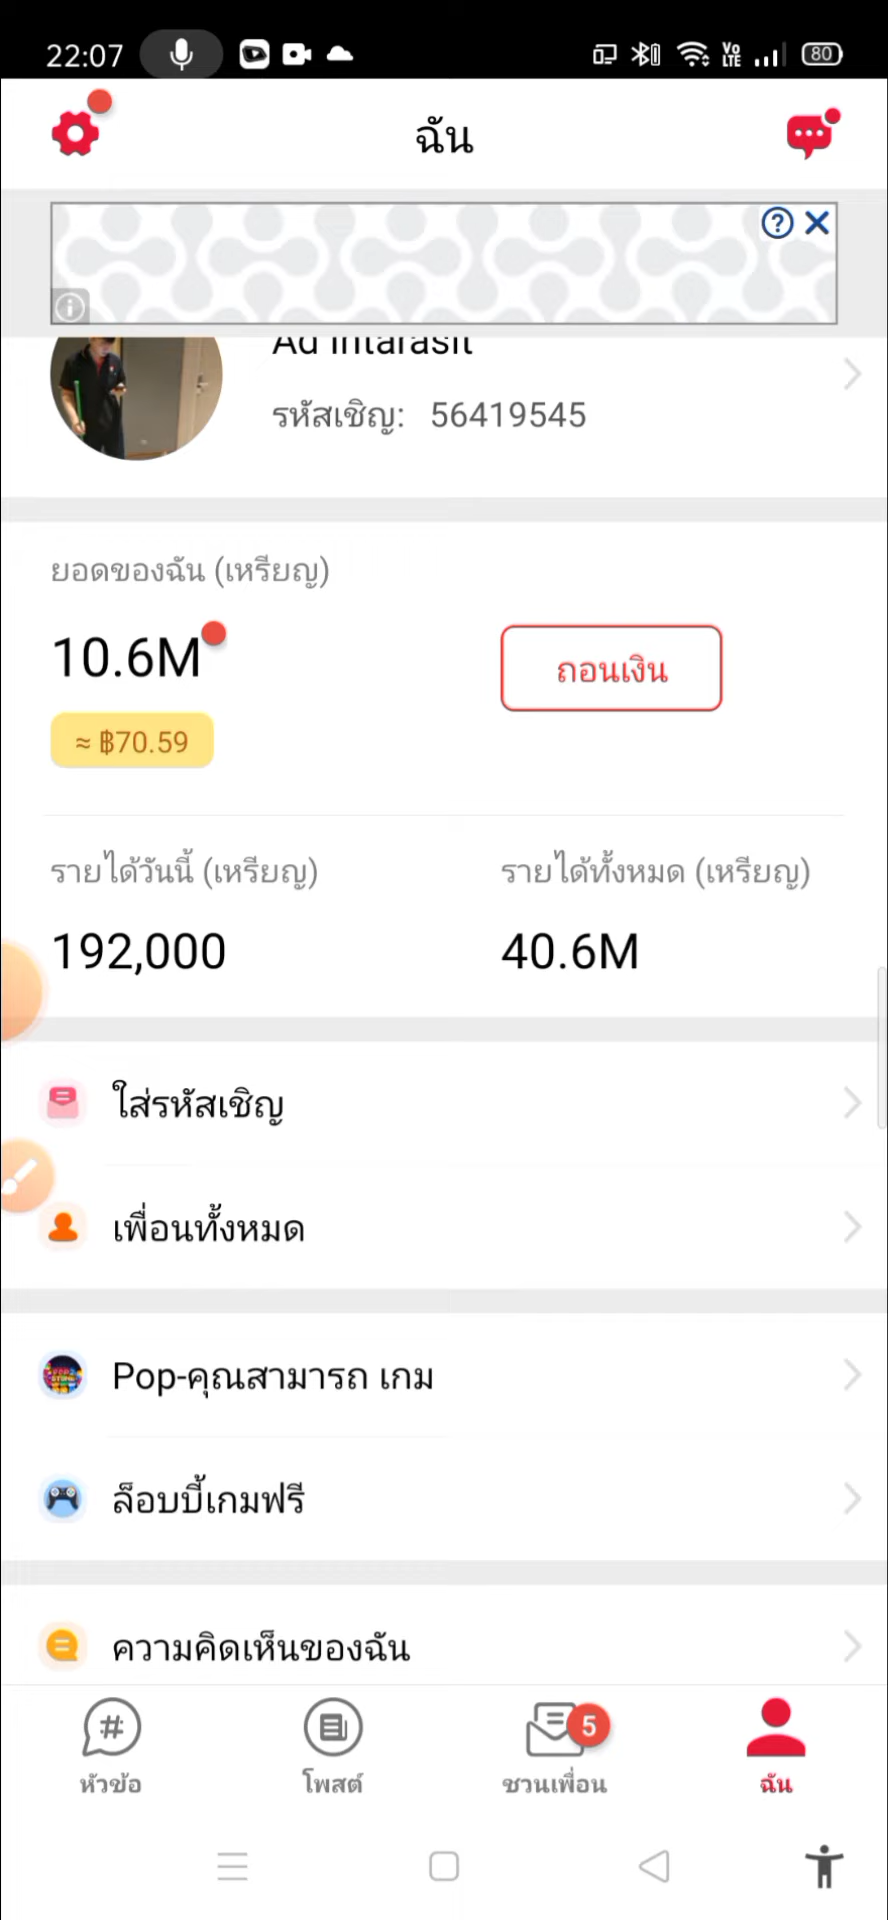 22:07
VO LTE
80
ฉัน
Ad Intarasit
รหัสเชิญ: 56419545
ยอดของฉัน (เหรียญ)
10.6M
ถอนเงิน
≈ ฿70.59
รายได้วันนี้ (เหรียญ)
รายได้ทั้งหมด (เหรียญ)
192,000
40.6M
ใส่รหัสเชิญ
เพื่อนทั้งหมด
Pop-คุณสามารถ เกม
ล็อบบี้เกมฟรี
ความคิดเห็นของฉัน
5
หัวข้อ
โพสต์
ชวนเพื่อน
ฉัน